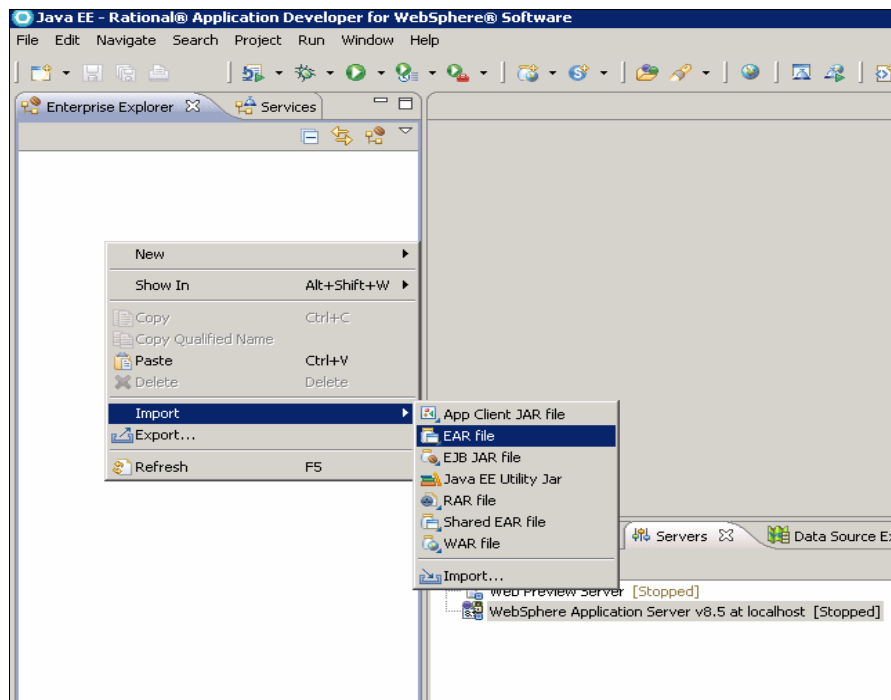 Java EE - Rational® Application Developer for WebSphere® Software
File Edit Navigate Search Project Run Window Help
Enterprise Explorer Services
New
Show In Alt+Shift+W
Copy Ctrl+C
Copy Qualified Name
Paste Ctrl+V
Delete Delete
Import
Export...
Refresh F5
App Client JAR file
EAR file
EJB JAR file
Java EE Utility Jar
RAR file
Shared EAR file
WAR file
Import...
Servers Data Source Ex
Web Preview Server [Stopped]
WebSphere Application Server v8.5 at localhost [Stopped]